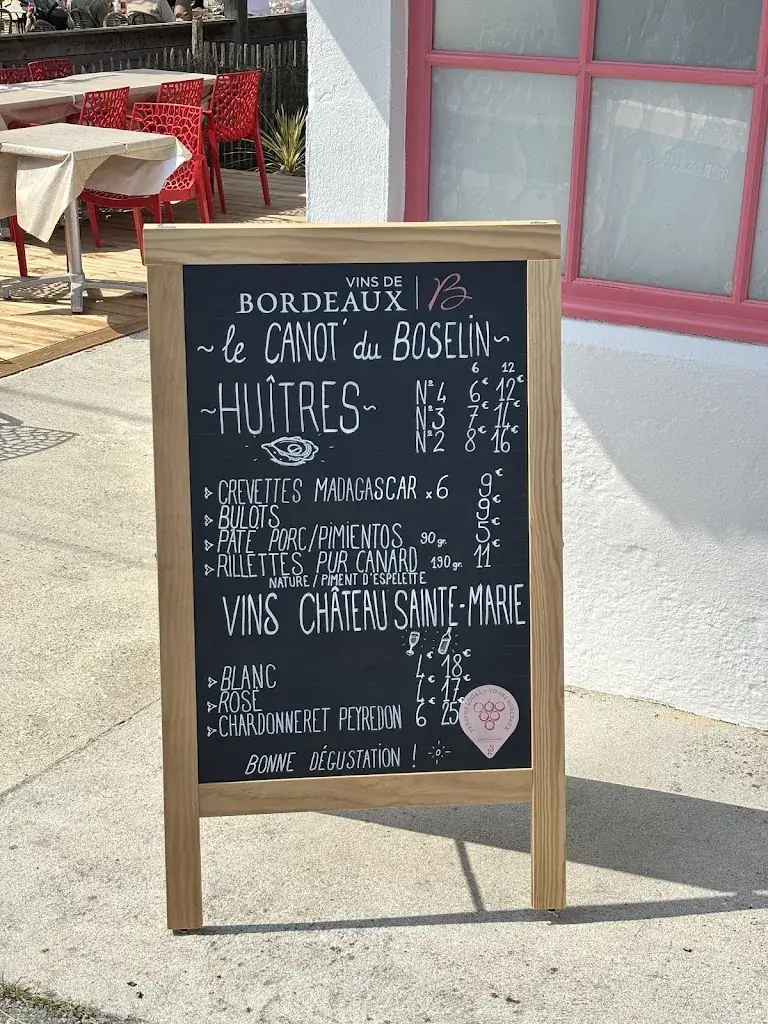 VINS DE
BORDEAUX | B
~ le CANOT' du BOSELIN ~
6 12
~HUÎTRES~
N°4 6€ 12€
N°3 7€ 14€
N°2 8€ 16€
CREVETTES MADAGASCAR x6 9€
BULOTS 9€
PÂTÉ PORC/PIMIENTOS 90gr. 5€
RILLETTES PUR CANARD 190gr. 11€
NATURE / PIMENT D'ESPELETTE
VINS CHÂTEAU SAINTE-MARIE
BLANC 4€ 18€
ROSÉ 4€ 17€
CHARDONNERET PEYREDON 6€ 25
BONNE DÉGUSTATION !